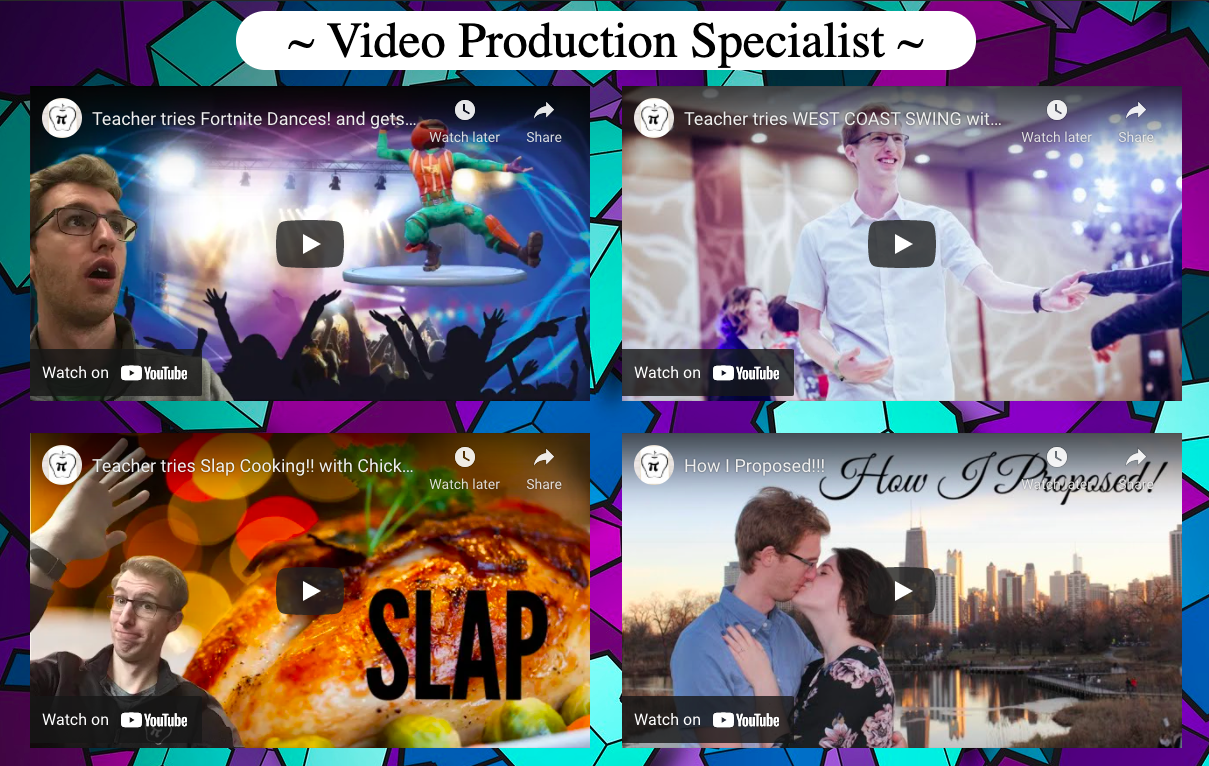 ~ Video Production Specialist ~
π
Teacher tries Fortnite Dances! and gets…
Watch later
Share
Watch on YouTube
π
Teacher tries WEST COAST SWING wit…
Watch later
Share
Watch on YouTube
π
Teacher tries Slap Cooking!! with Chick…
Watch later
Share
SLAP
Watch on YouTube
π
How I Proposed!!!
How I Proposed!
Watch later
Share
Watch on YouTube